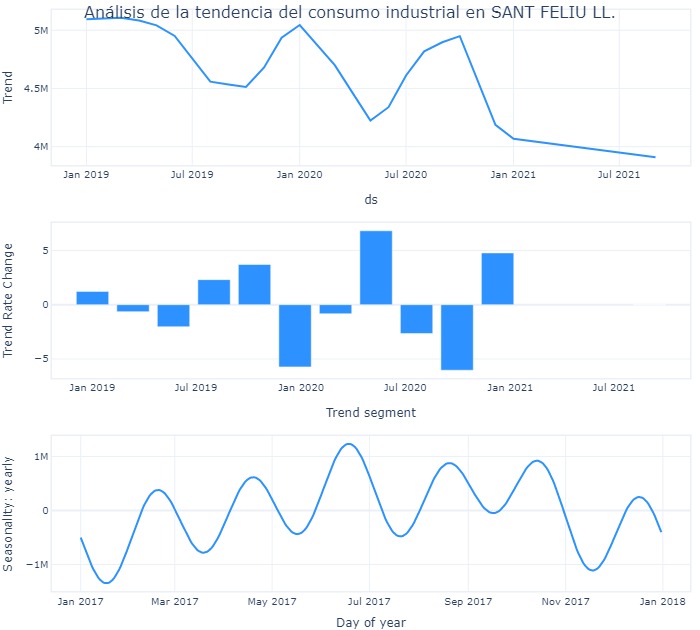 Análisis de la tendencia del consumo industrial en SANT FELIU LL.
5M
4.5M
4M
Trend
Jan 2019 Jul 2019 Jan 2020 Jul 2020 Jan 2021 Jul 2021
ds
5
0
−5
Trend Rate Change
Jan 2019 Jul 2019 Jan 2020 Jul 2020 Jan 2021 Jul 2021
Trend segment
1M
0
−1M
Seasonality: yearly
Jan 2017 Mar 2017 May 2017 Jul 2017 Sep 2017 Nov 2017 Jan 2018
Day of year